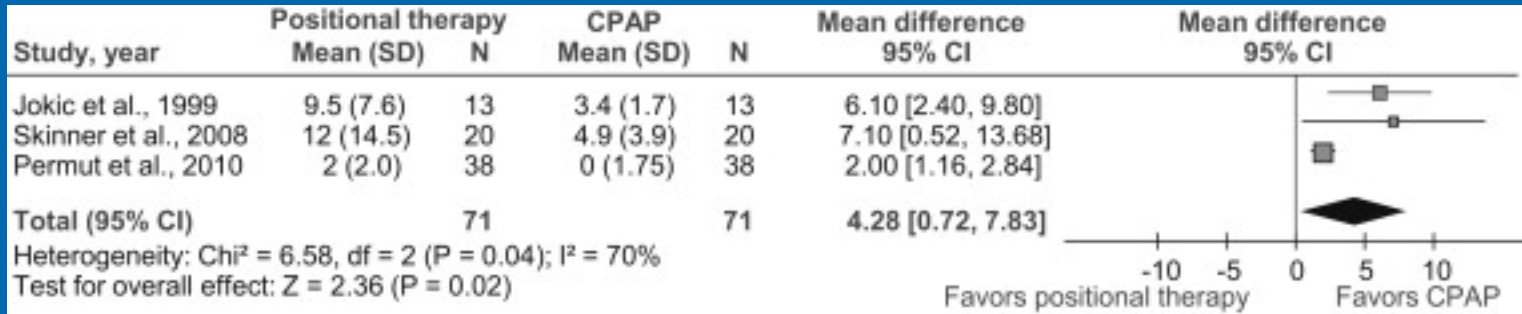 Positional therapy CPAP Mean difference Mean difference
Study, year Mean (SD) N Mean (SD) N 95% CI 95% CI
Jokic et al., 1999 9.5 (7.6) 13 3.4 (1.7) 13 6.10 [2.40, 9.80]
Skinner et al., 2008 12 (14.5) 20 4.9 (3.9) 20 7.10 [0.52, 13.68]
Permut et al., 2010 2 (2.0) 38 0 (1.75) 38 2.00 [1.16, 2.84]
Total (95% CI) 71 71 4.28 [0.72, 7.83]
Heterogeneity: Chi² = 6.58, df = 2 (P = 0.04); I² = 70%
Test for overall effect: Z = 2.36 (P = 0.02)
-10 -5 0 5 10
Favors positional therapy Favors CPAP